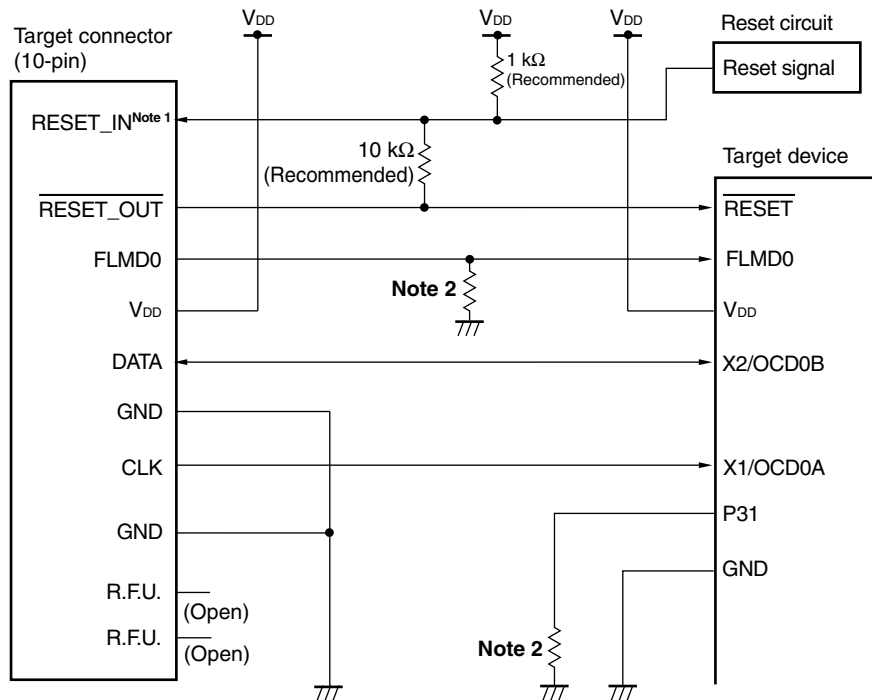 VDD
VDD
VDD
Target connector
(10-pin)
Reset circuit
1 kΩ
(Recommended)
Reset signal
RESET_IN Note 1
10 kΩ
(Recommended)
Target device
RESET_OUT
RESET
FLMD0
FLMD0
Note 2
VDD
VDD
DATA
X2/OCD0B
GND
CLK
X1/OCD0A
P31
GND
GND
R.F.U.
(Open)
R.F.U.
(Open)
Note 2